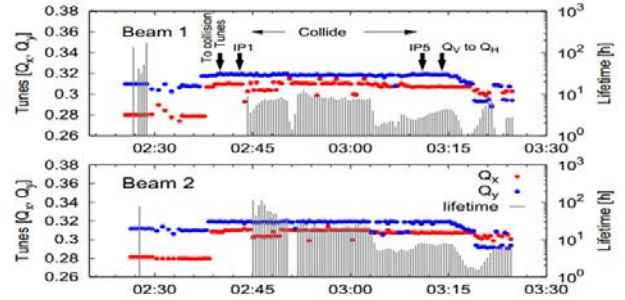 0.38
0.36
0.34
0.32
0.3
0.28
0.26
Tunes [Qx, Qy]
Beam 1
To collision
Tunes
IP1
Collide
IP5
QV to QH
10³
10²
10¹
10⁰
Lifetime [h]
02:30
02:45
03:00
03:15
03:30
0.38
0.36
0.34
0.32
0.3
0.28
0.26
Tunes [Qx, Qy]
Beam 2
Qx
Qy
lifetime
10³
10²
10¹
10⁰
Lifetime [h]
02:30
02:45
03:00
03:15
03:30